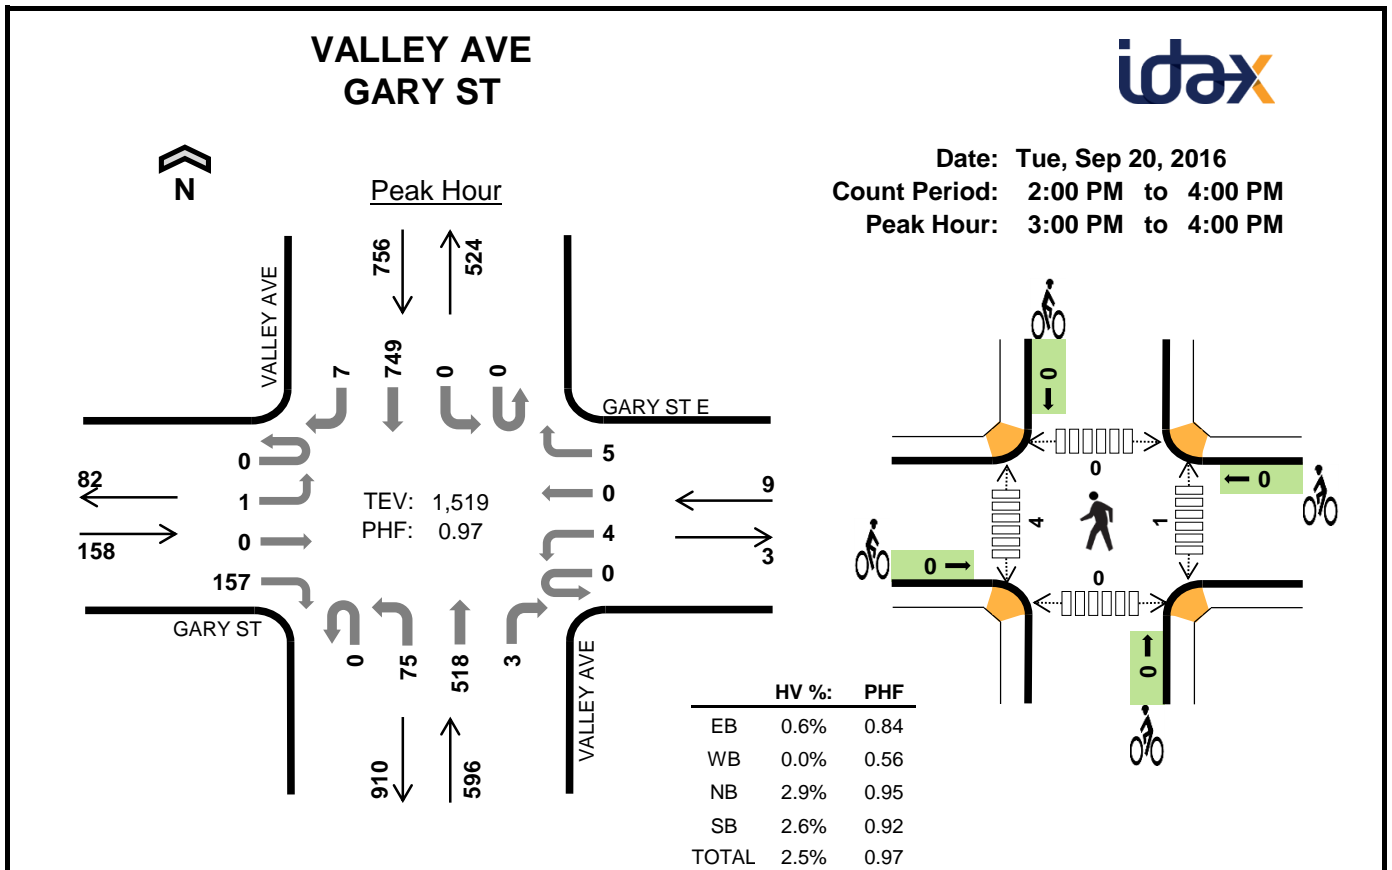 VALLEY AVE
GARY ST
idax
N
Peak Hour
Date: Tue, Sep 20, 2016
Count Period: 2:00 PM to 4:00 PM
Peak Hour: 3:00 PM to 4:00 PM
756
524
VALLEY AVE
7
749
0
0
GARY ST E
0
1
0
157
82
158
TEV: 1,519
PHF: 0.97
5
0
4
0
9
3
GARY ST
0
75
518
3
VALLEY AVE
910
596
0
0
0
4
1
0
0
0
HV %: PHF
EB 0.6% 0.84
WB 0.0% 0.56
NB 2.9% 0.95
SB 2.6% 0.92
TOTAL 2.5% 0.97